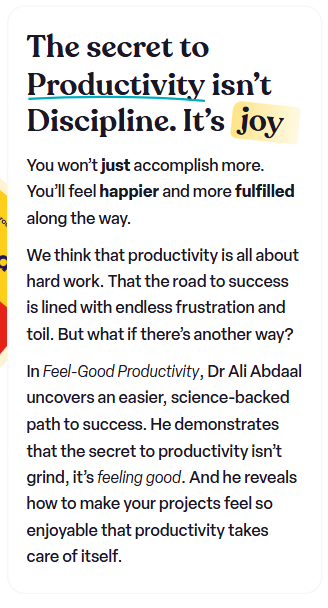 The secret to
Productivity isn't
Discipline. It's joy
You won't just accomplish more.
You'll feel happier and more fulfilled
along the way.
We think that productivity is all about
hard work. That the road to success
is lined with endless frustration and
toil. But what if there's another way?
In Feel-Good Productivity, Dr Ali Abdaal
uncovers an easier, science-backed
path to success. He demonstrates
that the secret to productivity isn't
grind, it's feeling good. And he reveals
how to make your projects feel so
enjoyable that productivity takes
care of itself.